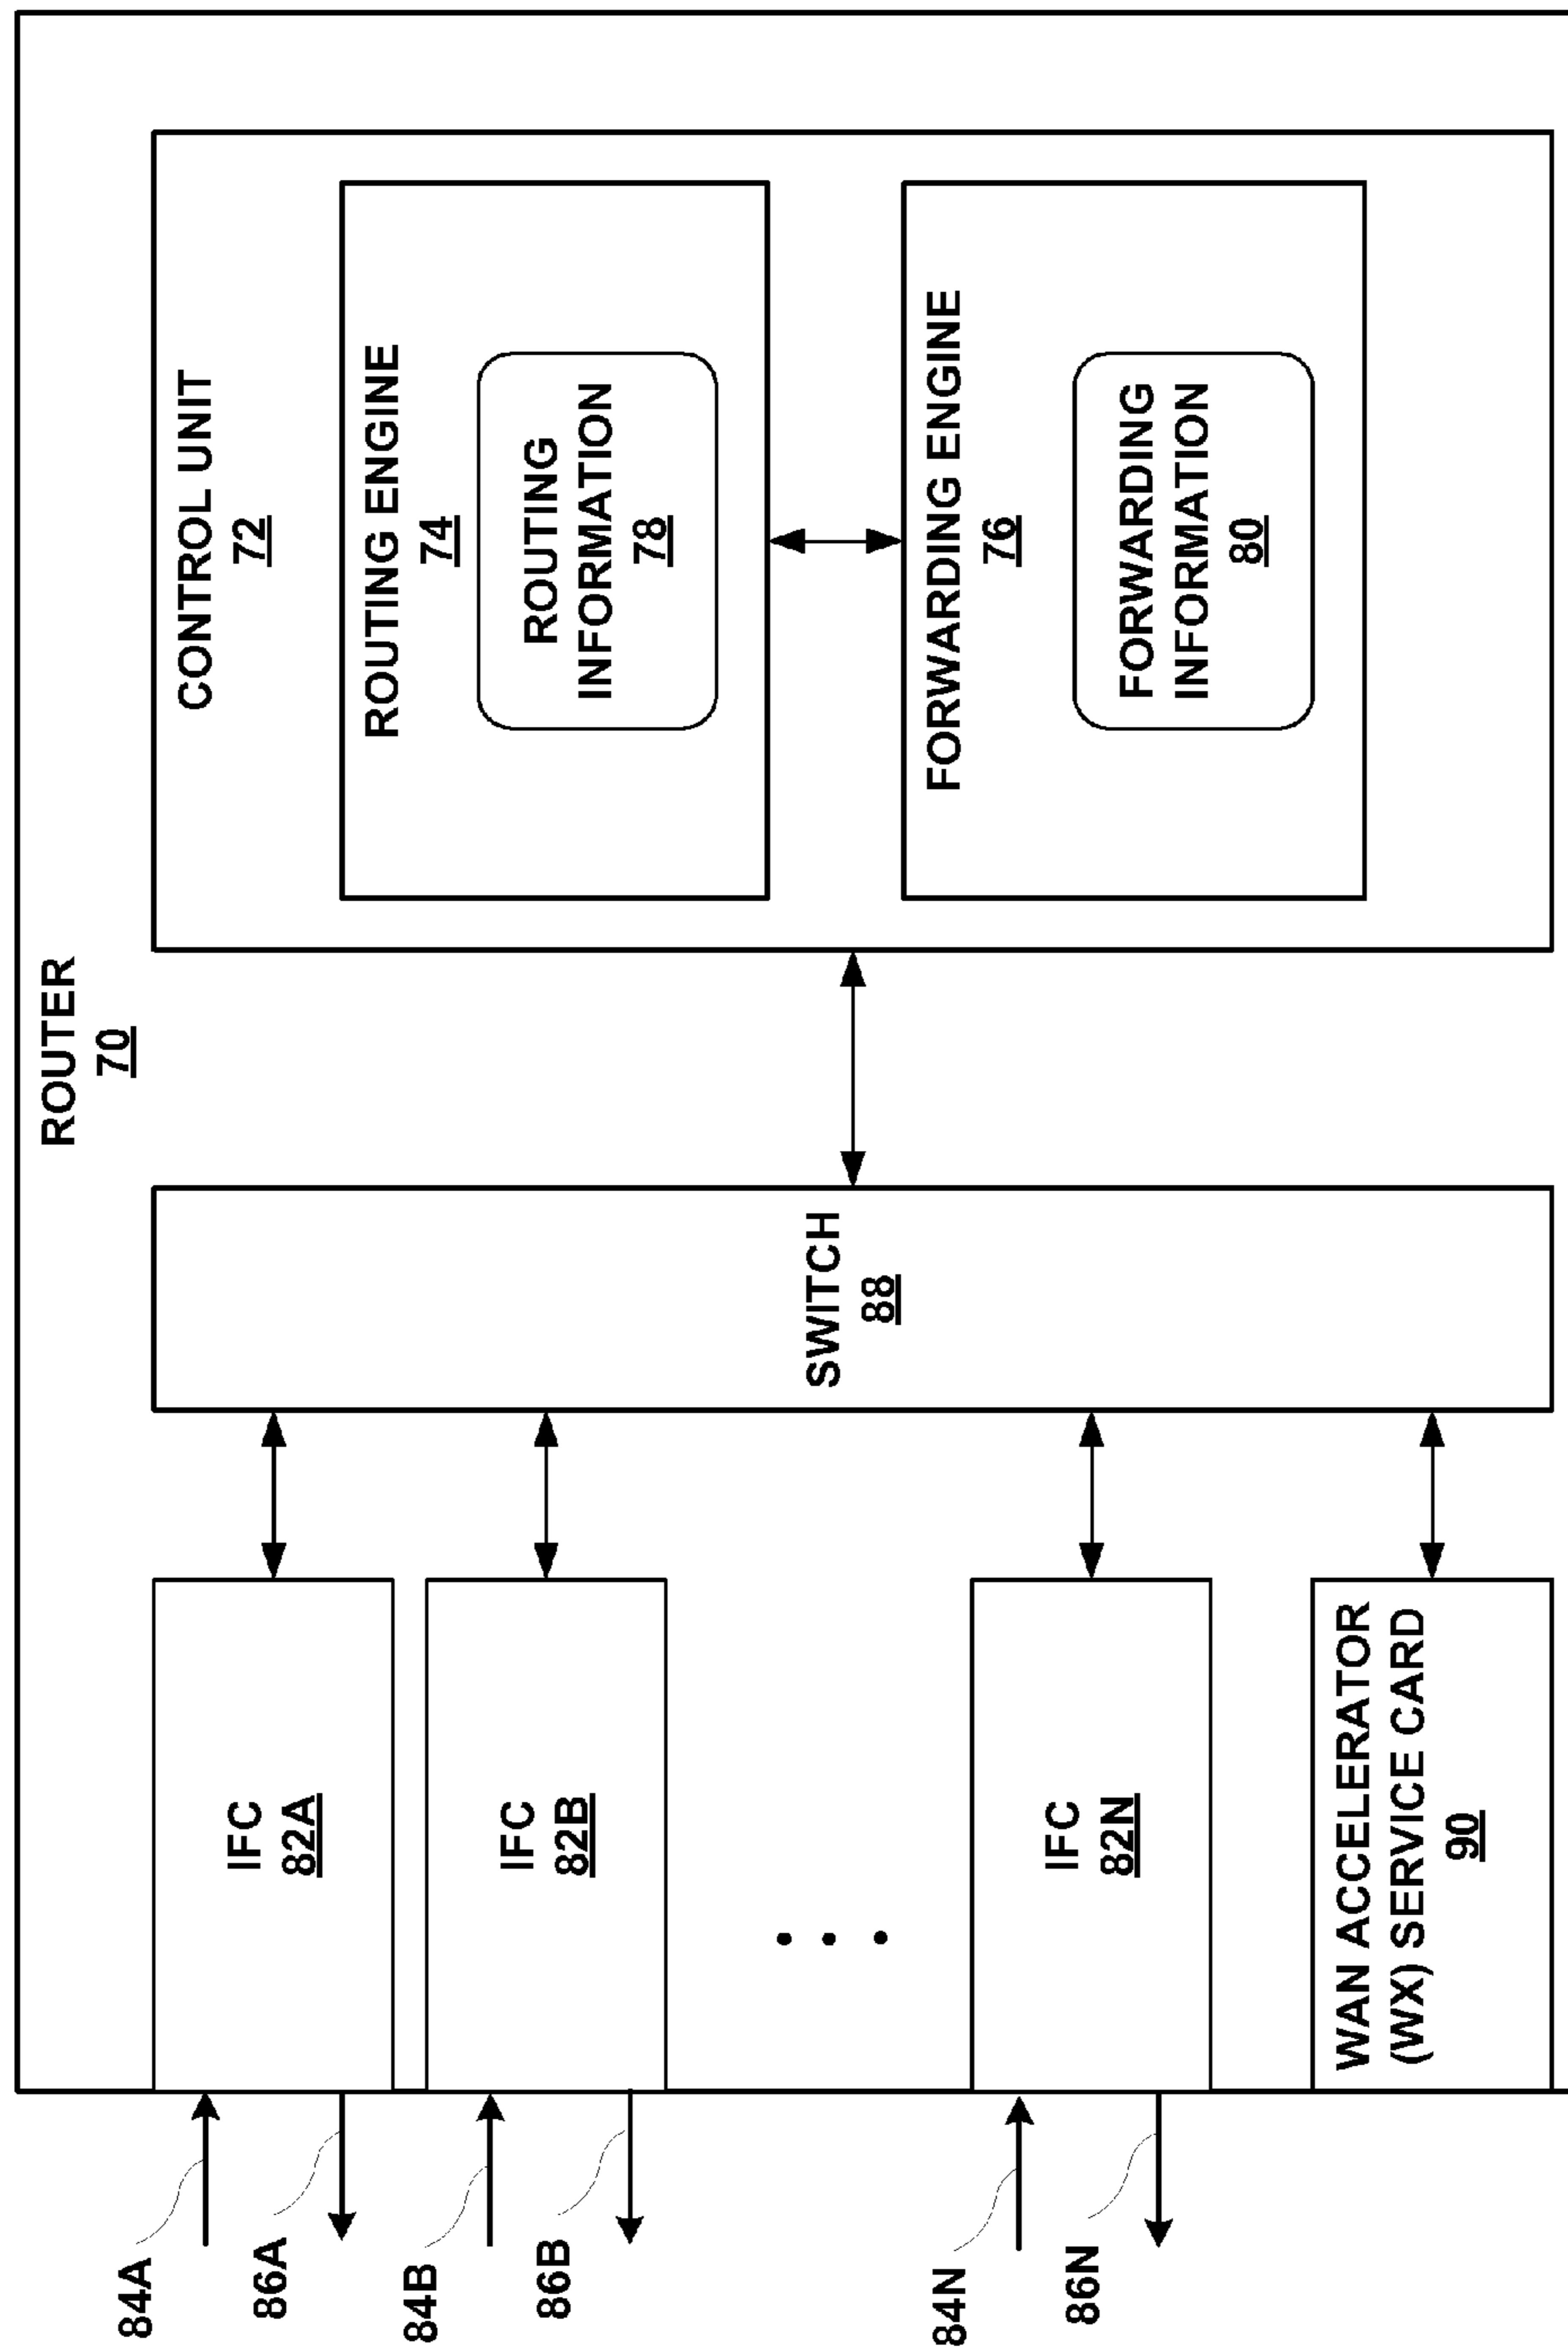 ROUTER
70
CONTROL UNIT
72
ROUTING ENGINE
74
ROUTING
INFORMATION
78
FORWARDING ENGINE
76
FORWARDING
INFORMATION
80
SWITCH
88
IFC
82A
IFC
82B
IFC
82N
WAN ACCELERATOR
(WX) SERVICE CARD
90
84A
86A
84B
86B
84N
86N